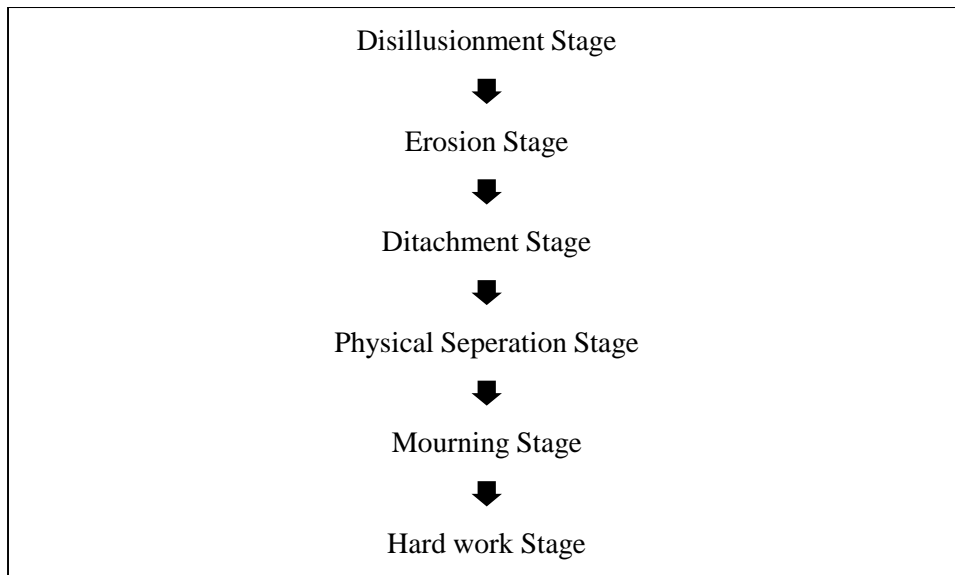 Disillusionment Stage
Erosion Stage
Ditachment Stage
Physical Seperation Stage
Mourning Stage
Hard work Stage